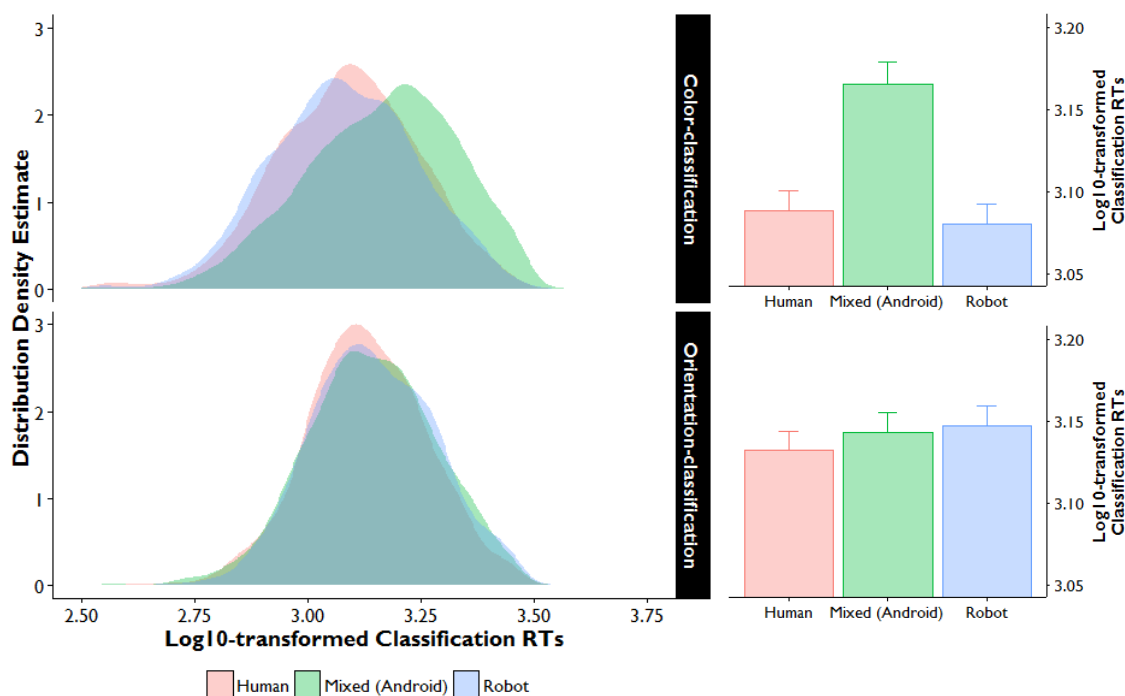 Distribution Density Estimate
3
2
1
0
Color-classification
3.20
3.15
3.10
3.05
Log10-transformed
Classification RTs
Human Mixed (Android) Robot
3
2
1
0
Orientation-classification
3.20
3.15
3.10
3.05
Log10-transformed
Classification RTs
Human Mixed (Android) Robot
2.50 2.75 3.00 3.25 3.50 3.75
Log10-transformed Classification RTs
Human Mixed (Android) Robot